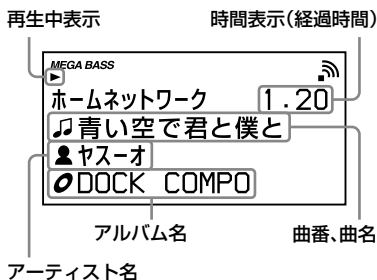 再生中表示 時間表示(経過時間)
MEGA BASS
ホームネットワーク 1.20
青い空で君と僕と
ヤスーオ
DOCK COMPO
アルバム名 曲番、曲名
アーティスト名